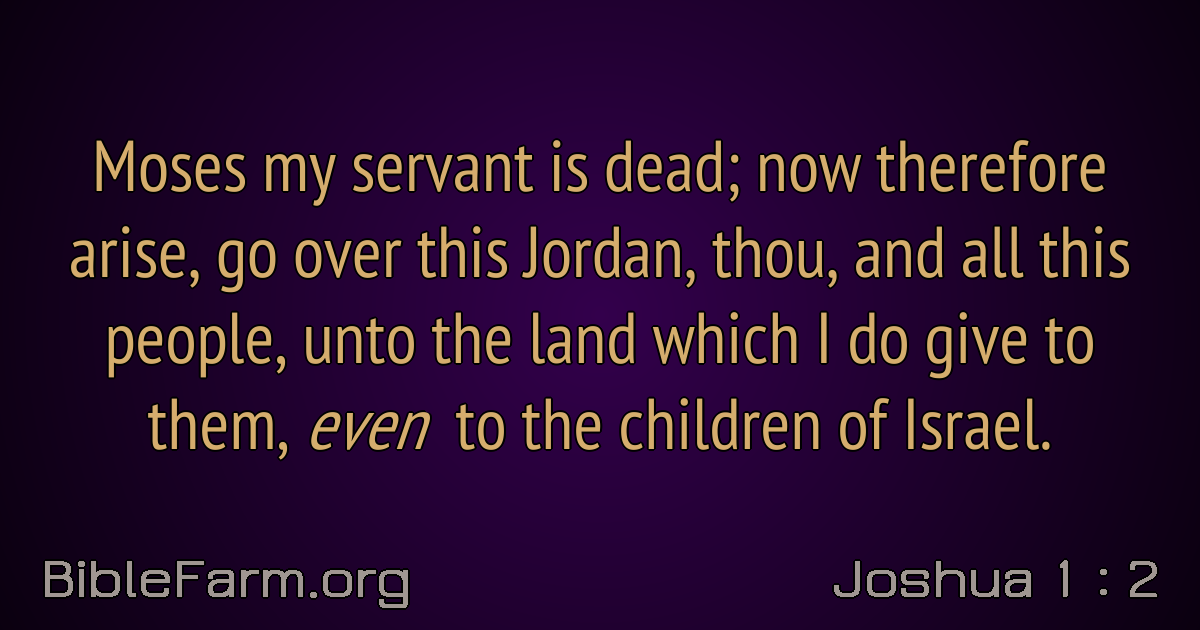 Moses my servant is dead; now therefore
arise, go over this Jordan, thou, and all this
people, unto the land which I do give to
them, even to the children of Israel.
BibleFarm.org
Joshua 1 : 2